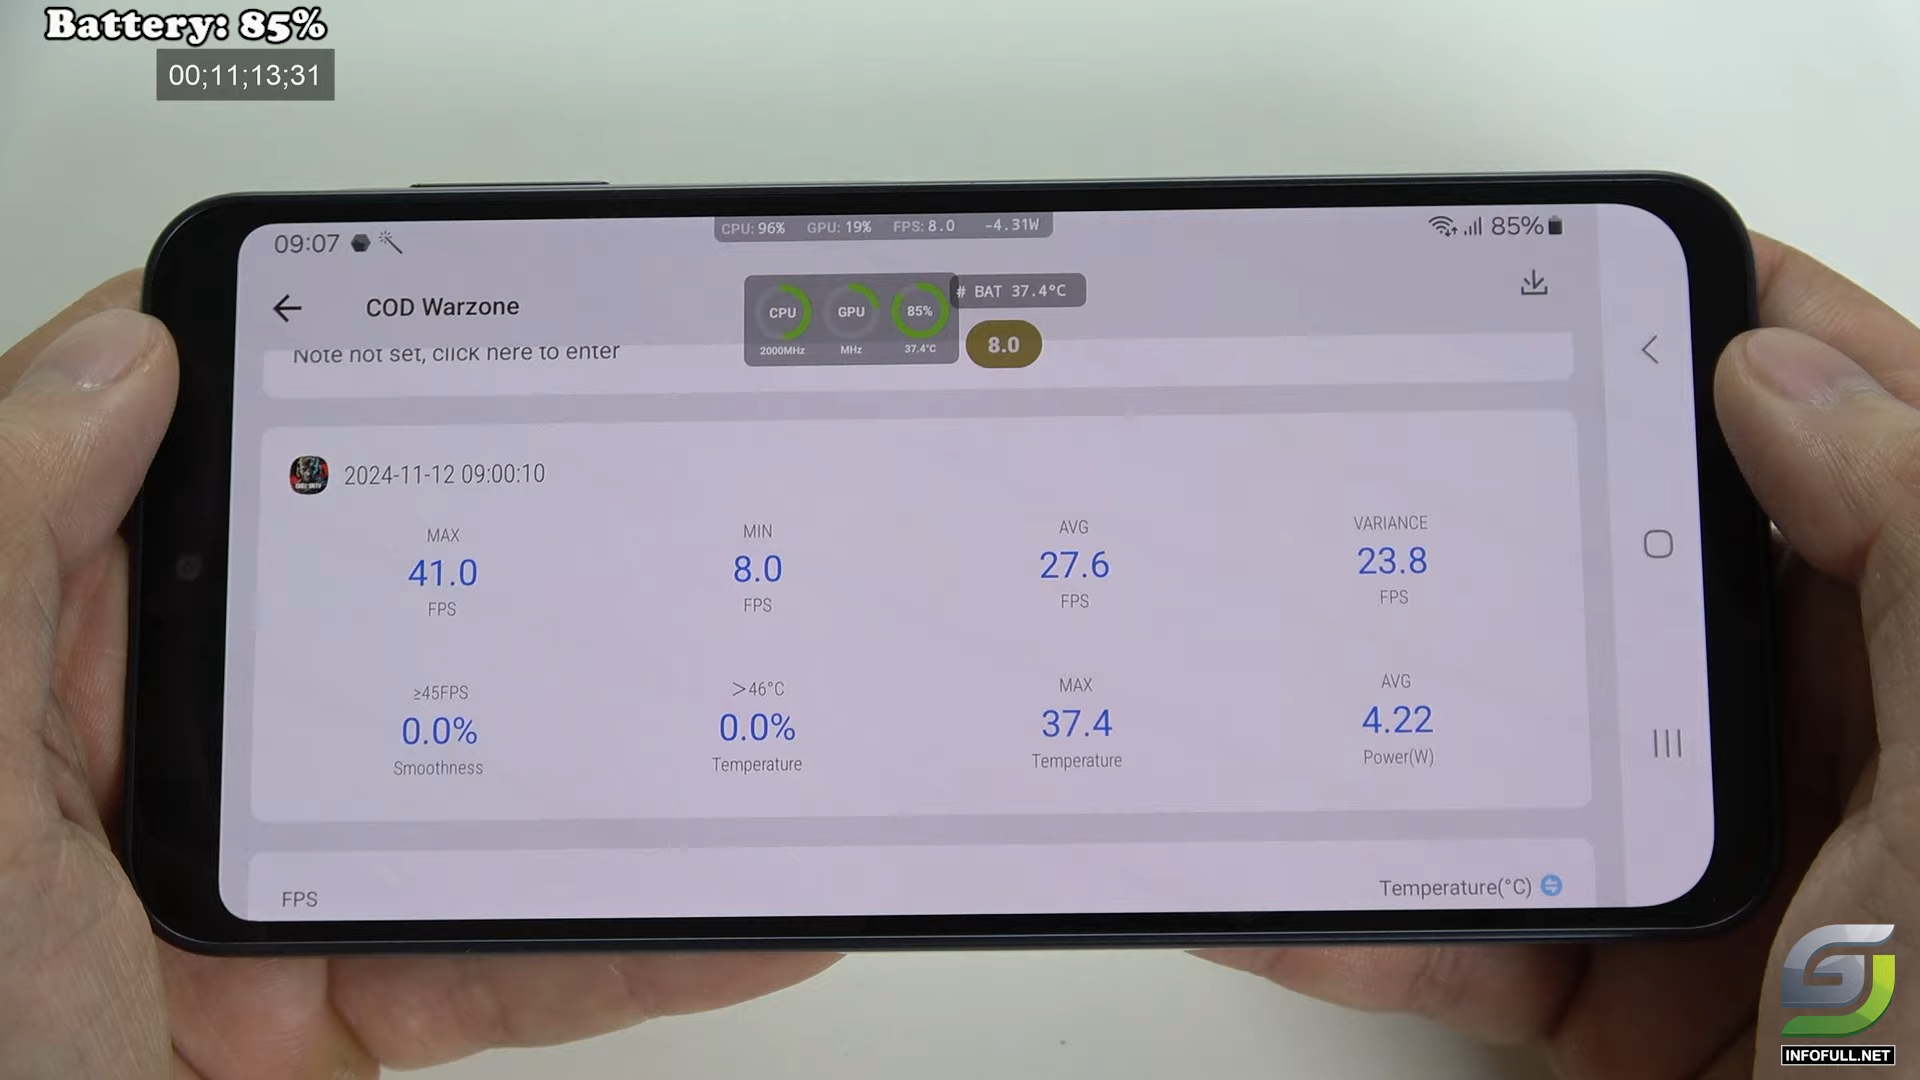 Battery: 85%
00;11;13;31
CPU: 96% GPU: 19% FPS: 8.0 -4.31W
09:07
85%
COD Warzone
CPU GPU 85%
2000MHz MHz 37.4°C
# BAT 37.4°C
8.0
Note not set, click here to enter
2024-11-12 09:00:10
MAX MIN AVG VARIANCE
41.0 8.0 27.6 23.8
FPS FPS FPS FPS
≥45FPS >46°C MAX AVG
0.0% 0.0% 37.4 4.22
Smoothness Temperature Temperature Power(W)
FPS Temperature(°C)
INFOFULL.NET